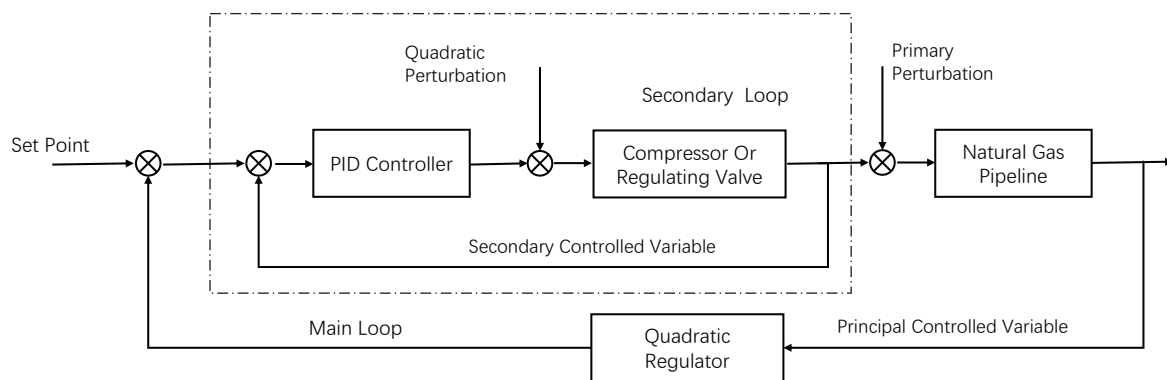 Quadratic
Perturbation
Primary
Perturbation
Secondary Loop
Set Point
PID Controller
Compressor Or
Regulating Valve
Natural Gas
Pipeline
Secondary Controlled Variable
Main Loop
Quadratic
Regulator
Principal Controlled Variable